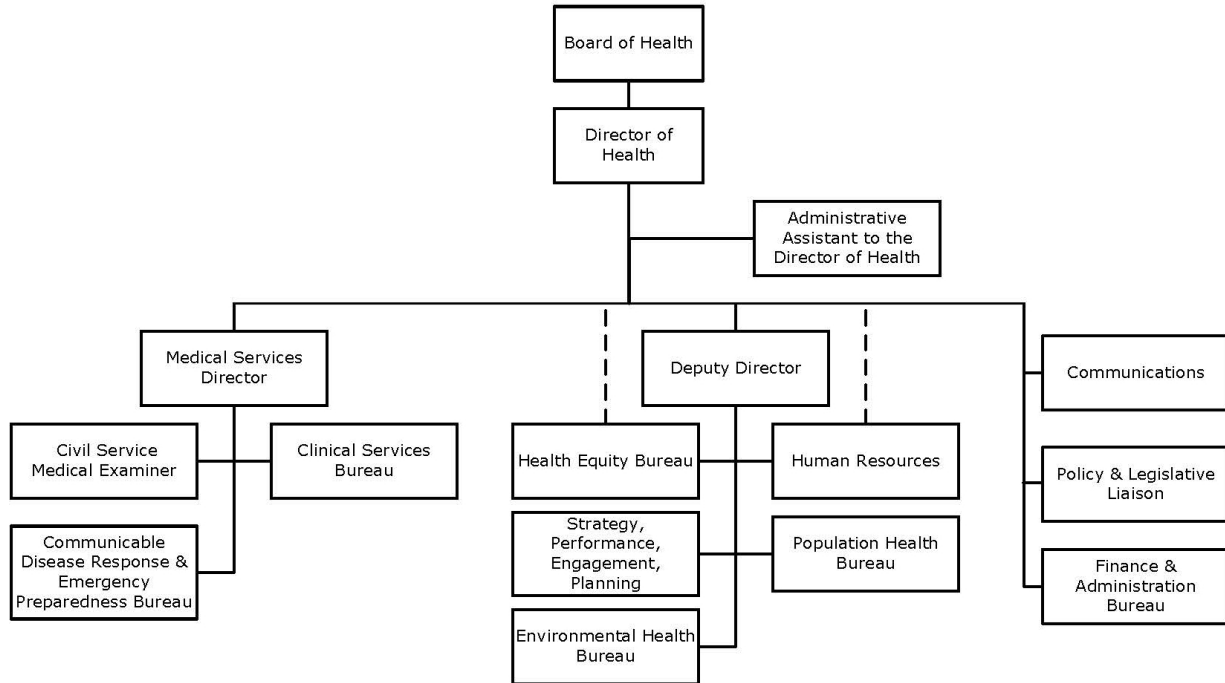 Board of Health
Director of
Health
Administrative
Assistant to the
Director of Health
Medical Services
Director
Deputy Director
Communications
Civil Service
Medical Examiner
Clinical Services
Bureau
Health Equity Bureau
Human Resources
Policy & Legislative
Liaison
Communicable
Disease Response &
Emergency
Preparedness Bureau
Strategy,
Performance,
Engagement,
Planning
Population Health
Bureau
Finance &
Administration
Bureau
Environmental Health
Bureau